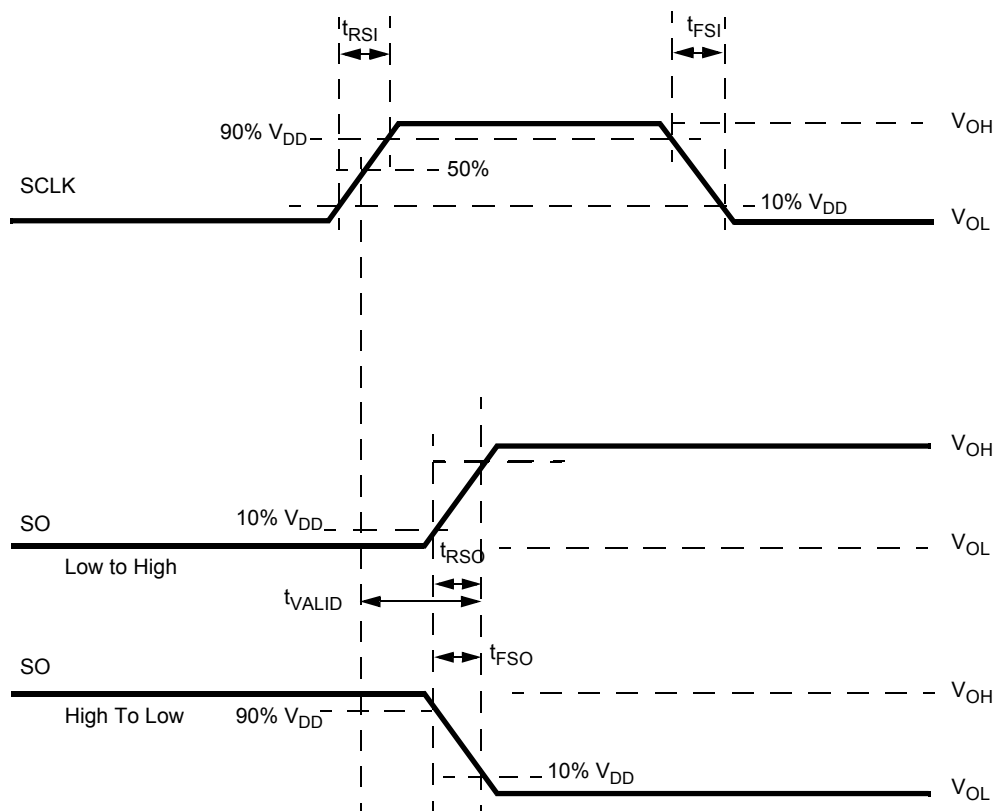 tRSI
tFSI
VOH
90% VDD
50%
SCLK
10% VDD
VOL
VOH
SO
10% VDD
tRSO
VOL
Low to High
tVALID
SO
tFSO
VOH
High To Low
90% VDD
10% VDD
VOL